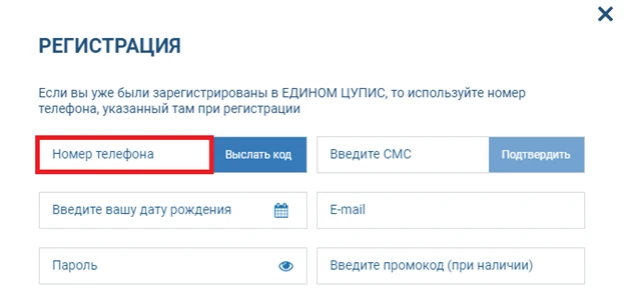 РЕГИСТРАЦИЯ
Если вы уже были зарегистрированы в ЕДИНОМ ЦУПИС, то используйте номер
телефона, указанный там при регистрации
Номер телефона
Выслать код
Введите СМС
Подтвердить
Введите вашу дату рождения
E-mail
Пароль
Введите промокод (при наличии)